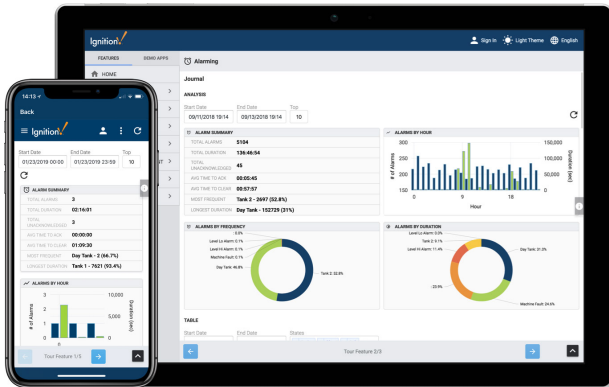 Ignition!
Sign In
Light Theme
English
FEATURES
DEMO APPS
HOME
Alarming
Journal
ANALYSIS
Start Date
End Date
Top
09/11/2018 19:14
09/13/2018 19:14
10
ALARM SUMMARY
TOTAL ALARMS 5104
TOTAL DURATION 136:46:54
TOTAL UNACKNOWLEDGED 45
AVG TIME TO ACK 00:05:45
AVG TIME TO CLEAR 00:57:57
MOST FREQUENT Tank 2 - 2697 (52.8%)
LONGEST DURATION Day Tank - 152729 (31%)
ALARMS BY HOUR
300
250
200
150
# of Alarms
150,000
100,000
50,000
0
Duration (sec)
0
9
18
Hour
ALARMS BY FREQUENCY
0.0%
Level Lo Alarm: 0.1%
Level Hi Alarm: 0.1%
Machine Fault: 0.1%
Day Tank: 46.8%
Tank 2: 52.8%
ALARMS BY DURATION
Level Lo Alarm: 0.0%
Tank 2: 9.1%
Level Hi Alarm: 11.4%
Day Tank: 31.0%
Machine Fault: 24.6%
TABLE
Start Date
End Date
States
Tour Feature 2/3
14:13
Back
Ignition!
Start Date
End Date
Top
01/23/2019 00:00
01/23/2019 23:59
10
ALARM SUMMARY
TOTAL ALARMS 3
TOTAL DURATION 02:16:01
TOTAL UNACKNOWLEDGED 3
AVG TIME TO ACK 00:00:00
AVG TIME TO CLEAR 01:09:30
MOST FREQUENT Day Tank - 2 (66.7%)
LONGEST DURATION Tank 1 - 7621 (93.4%)
ALARMS BY HOUR
3
2
1
0
# of Alarms
10,000
5,000
0
Duration (sec)
0
Tour Feature 1/5